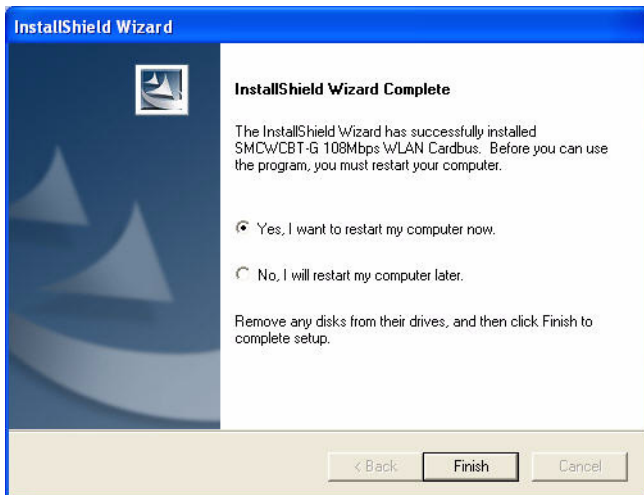 InstallShield Wizard
InstallShield Wizard Complete
The InstallShield Wizard has successfully installed
SMCWCBT-G 108Mbps WLAN Cardbus. Before you can use
the program, you must restart your computer.
Yes, I want to restart my computer now.
No, I will restart my computer later.
Remove any disks from their drives, and then click Finish to
complete setup.
< Back Finish Cancel